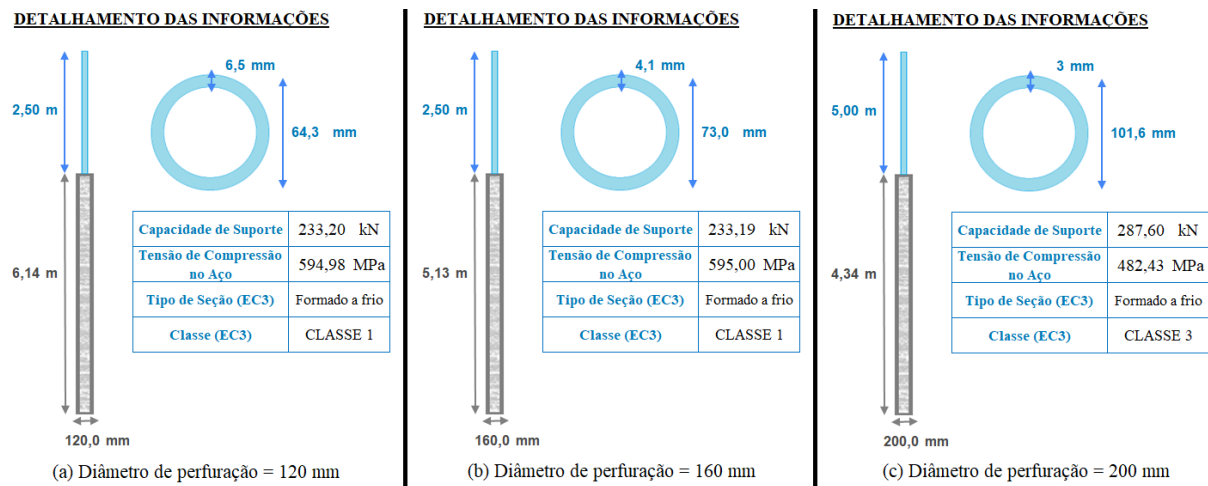 DETALHAMENTO DAS INFORMAÇÕES
6,5 mm
2,50 m
64,3 mm
Capacidade de Suporte 233,20 kN
Tensão de Compressão
no Aço 594,98 MPa
Tipo de Seção (EC3) Formado a frio
Classe (EC3) CLASSE 1
6,14 m
120,0 mm
(a) Diâmetro de perfuração = 120 mm
DETALHAMENTO DAS INFORMAÇÕES
4,1 mm
2,50 m
73,0 mm
Capacidade de Suporte 233,19 kN
Tensão de Compressão
no Aço 595,00 MPa
Tipo de Seção (EC3) Formado a frio
Classe (EC3) CLASSE 1
5,13 m
160,0 mm
(b) Diâmetro de perfuração = 160 mm
DETALHAMENTO DAS INFORMAÇÕES
3 mm
5,00 m
101,6 mm
Capacidade de Suporte 287,60 kN
Tensão de Compressão
no Aço 482,43 MPa
Tipo de Seção (EC3) Formado a frio
Classe (EC3) CLASSE 3
4,34 m
200,0 mm
(c) Diâmetro de perfuração = 200 mm